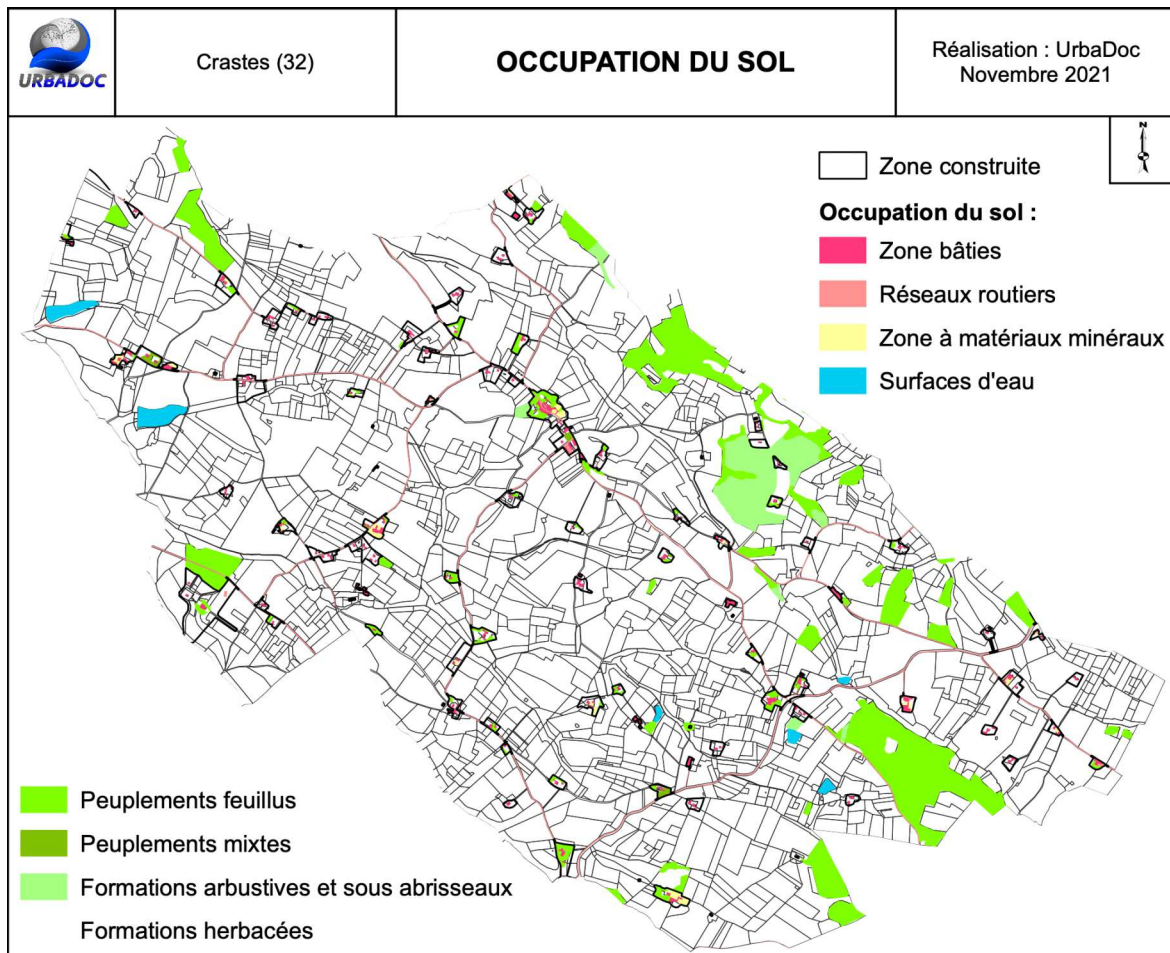 URBADOC
Crastes (32)
OCCUPATION DU SOL
Réalisation : UrbaDoc
Novembre 2021
N
Zone construite
Occupation du sol :
Zone bâties
Réseaux routiers
Zone à matériaux minéraux
Surfaces d'eau
Peuplements feuillus
Peuplements mixtes
Formations arbustives et sous abrisseaux
Formations herbacées